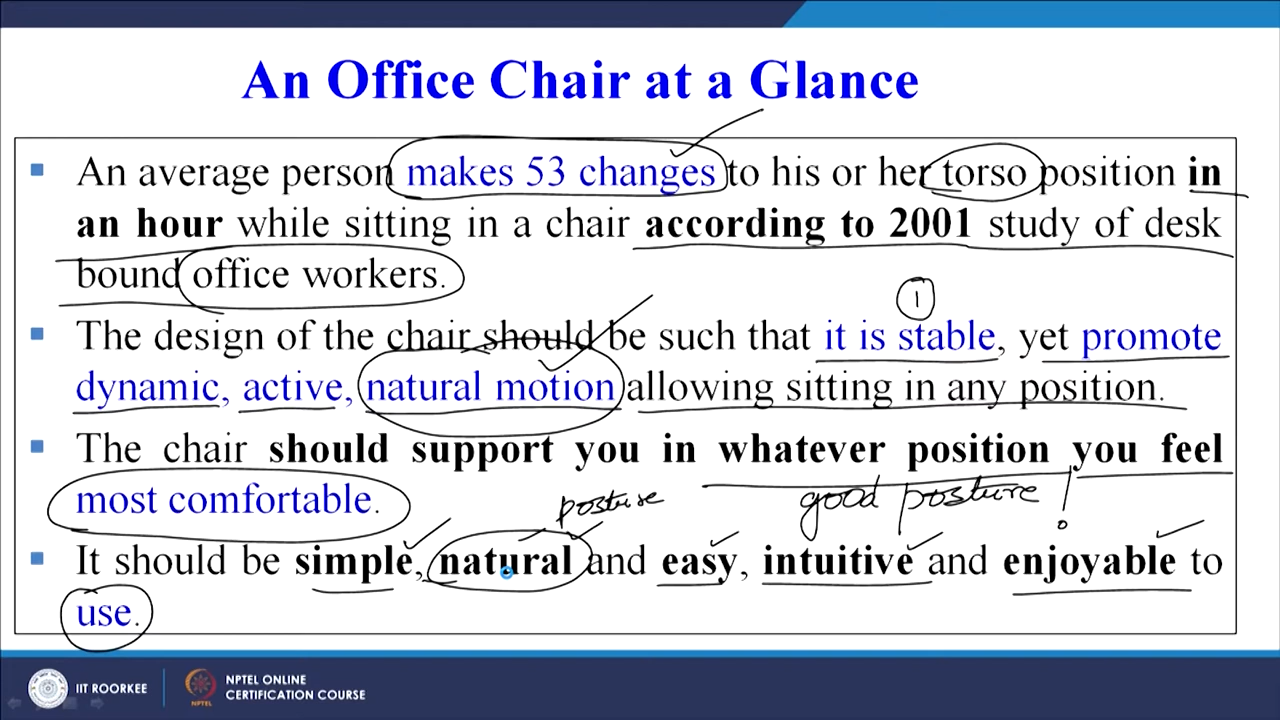 An Office Chair at a Glance
▪ An average person makes 53 changes to his or her torso position in
an hour while sitting in a chair according to 2001 study of desk
bound office workers.
1
▪ The design of the chair should be such that it is stable, yet promote
dynamic, active, natural motion allowing sitting in any position.
▪ The chair should support you in whatever position you feel
most comfortable.
posture good posture !
▪ It should be simple, natural and easy, intuitive and enjoyable to
use.
IIT ROORKEE
NPTEL ONLINE
CERTIFICATION COURSE
NPTEL